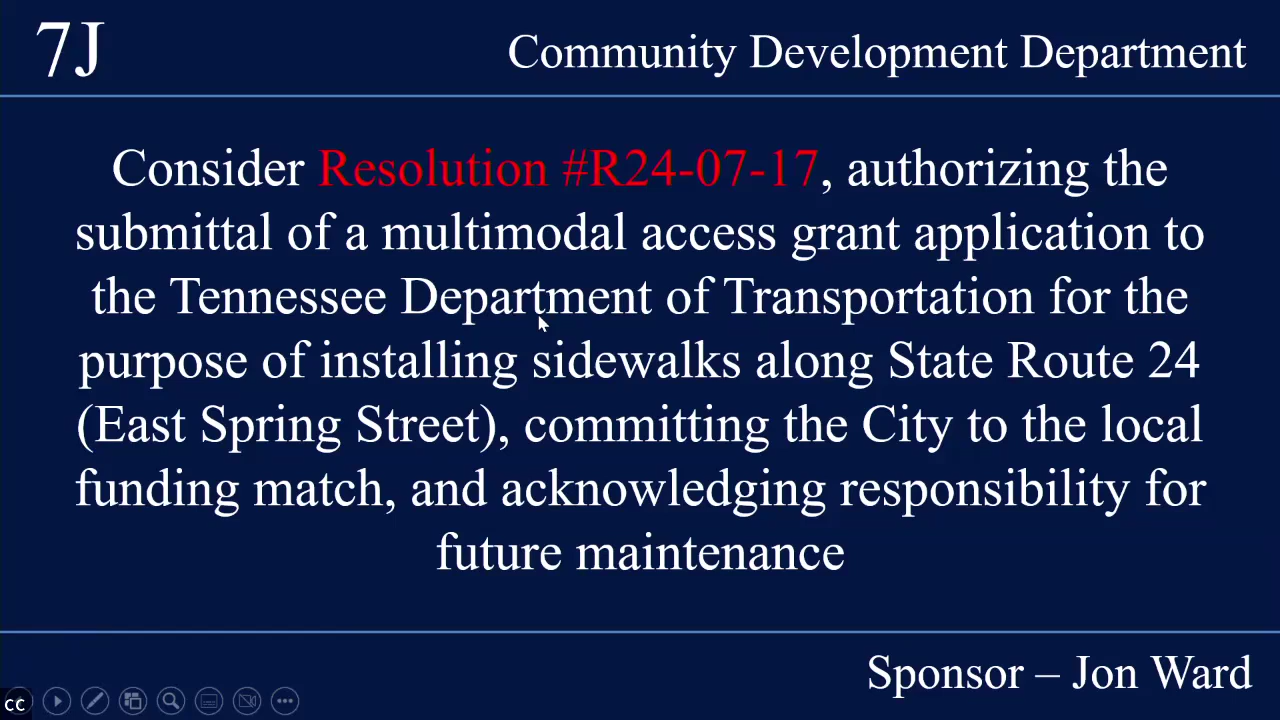 7J
Community Development Department
Consider Resolution #R24-07-17, authorizing the
submittal of a multimodal access grant application to
the Tennessee Department of Transportation for the
purpose of installing sidewalks along State Route 24
(East Spring Street), committing the City to the local
funding match, and acknowledging responsibility for
future maintenance
Sponsor – Jon Ward
CC